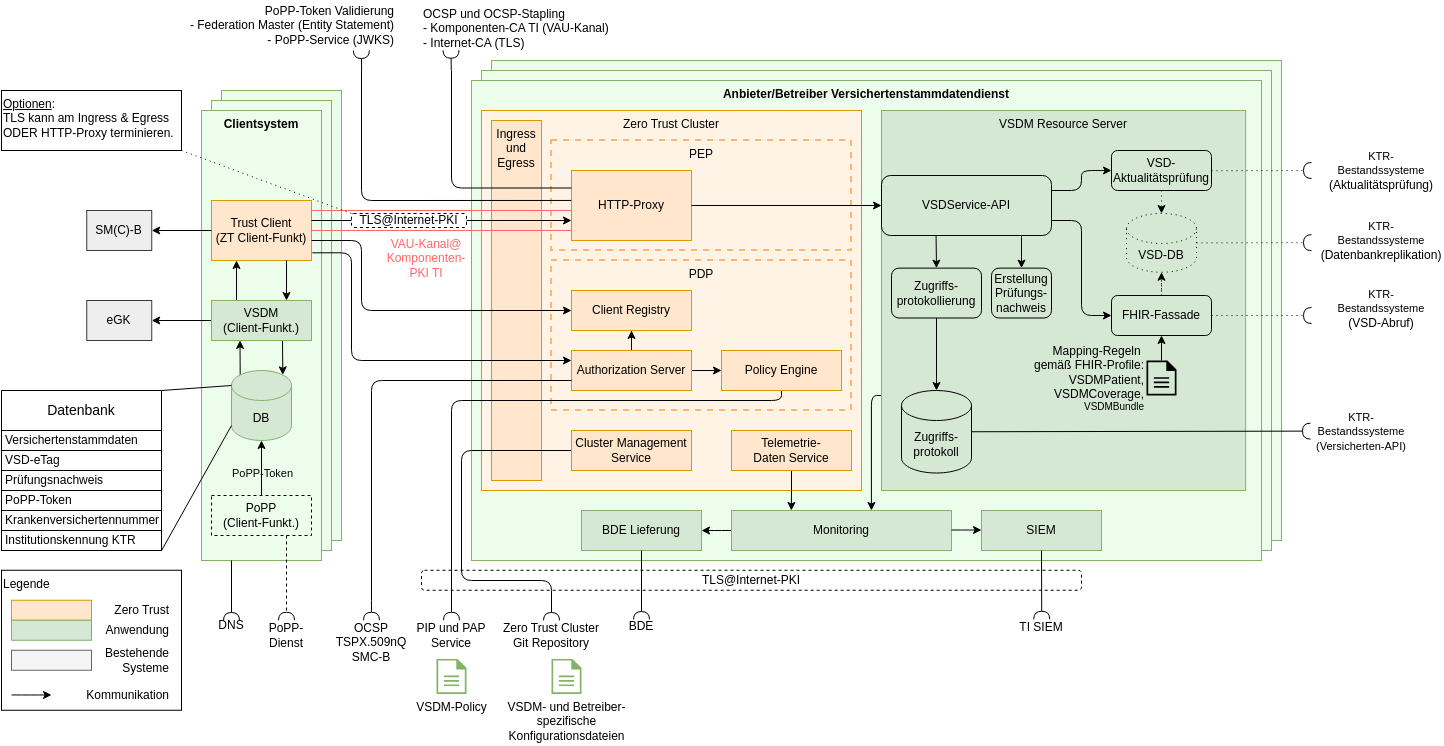 PoPP-Token Validierung
- Federation Master (Entity Statement)
- PoPP-Service (JWKS)
OCSP und OCSP-Stapling
- Komponenten-CA TI (VAU-Kanal)
- Internet-CA (TLS)
Optionen:
TLS kann am Ingress & Egress
ODER HTTP-Proxy terminieren.
Clientsystem
Anbieter/Betreiber Versichertenstammdatendienst
Zero Trust Cluster
Ingress
und
Egress
PEP
HTTP-Proxy
VSDM Resource Server
VSDService-API
VSD-
Aktualitätsprüfung
KTR-
Bestandssysteme
(Aktualitätsprüfung)
Trust Client
(ZT Client-Funkt)
SM(C)-B
TLS@Internet-PKI
VAU-Kanal@
Komponenten-
PKI TI
VSD-DB
KTR-
Bestandssysteme
(Datenbankreplikation)
PDP
Client Registry
Authorization Server
Policy Engine
Zugriffs-
protokollierung
Erstellung
Prüfungs-
nachweis
FHIR-Fassade
KTR-
Bestandssysteme
(VSD-Abruf)
eGK
VSDM
(Client-Funkt.)
DB
PoPP-Token
PoPP
(Client-Funkt.)
Mapping-Regeln
gemäß FHIR-Profile:
VSDMPatient,
VSDMCoverage,
VSDMBundle
Zugriffs-
protokoll
KTR-
Bestandssysteme
(Versicherten-API)
Datenbank
Versichertenstammdaten
VSD-eTag
Prüfungsnachweis
PoPP-Token
Krankenversichertennummer
Institutionskennung KTR
Cluster Management
Service
Telemetrie-
Daten Service
BDE Lieferung
Monitoring
SIEM
TLS@Internet-PKI
Legende
Zero Trust
Anwendung
Bestehende
Systeme
Kommunikation
DNS
PoPP-
Dienst
OCSP
TSPX.509nQ
SMC-B
PIP und PAP
Service
Zero Trust Cluster
Git Repository
BDE
TI SIEM
VSDM-Policy
VSDM- und Betreiber-
spezifische
Konfigurationsdateien